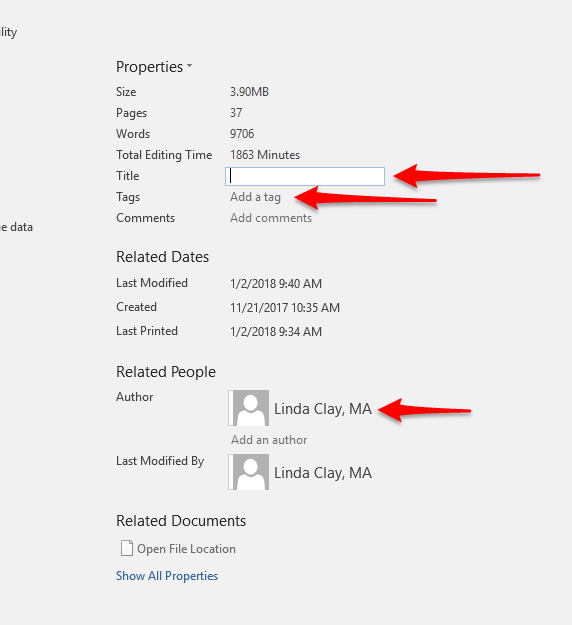 ility
Properties
Size 3.90MB
Pages 37
Words 9706
Total Editing Time 1863 Minutes
Title
Tags Add a tag
Comments Add comments
e data
Related Dates
Last Modified 1/2/2018 9:40 AM
Created 11/21/2017 10:35 AM
Last Printed 1/2/2018 9:34 AM
Related People
Author Linda Clay, MA
Add an author
Last Modified By Linda Clay, MA
Related Documents
Open File Location
Show All Properties